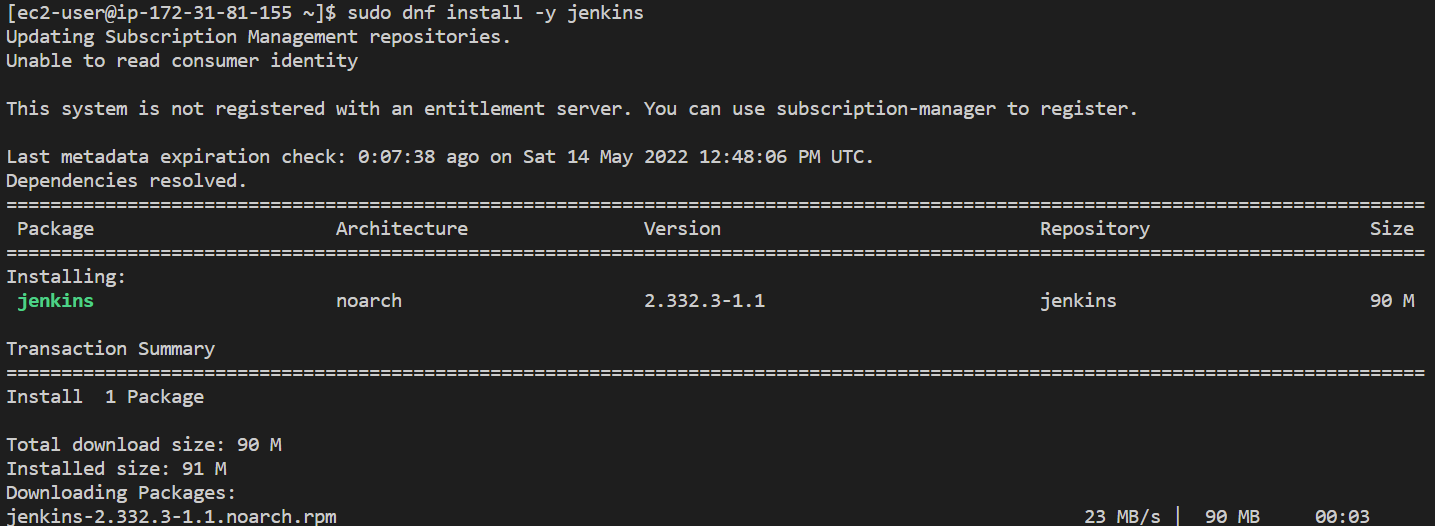 [ec2-user@ip-172-31-81-155 ~]$ sudo dnf install -y jenkins
Updating Subscription Management repositories.
Unable to read consumer identity
This system is not registered with an entitlement server. You can use subscription-manager to register.
Last metadata expiration check: 0:07:38 ago on Sat 14 May 2022 12:48:06 PM UTC.
Dependencies resolved.
=================================================================================================================================
Package Architecture Version Repository Size
=================================================================================================================================
Installing:
jenkins noarch 2.332.3-1.1 jenkins 90 M
Transaction Summary
=================================================================================================================================
Install 1 Package
Total download size: 90 M
Installed size: 91 M
Downloading Packages:
jenkins-2.332.3-1.1.noarch.rpm 23 MB/s | 90 MB 00:03